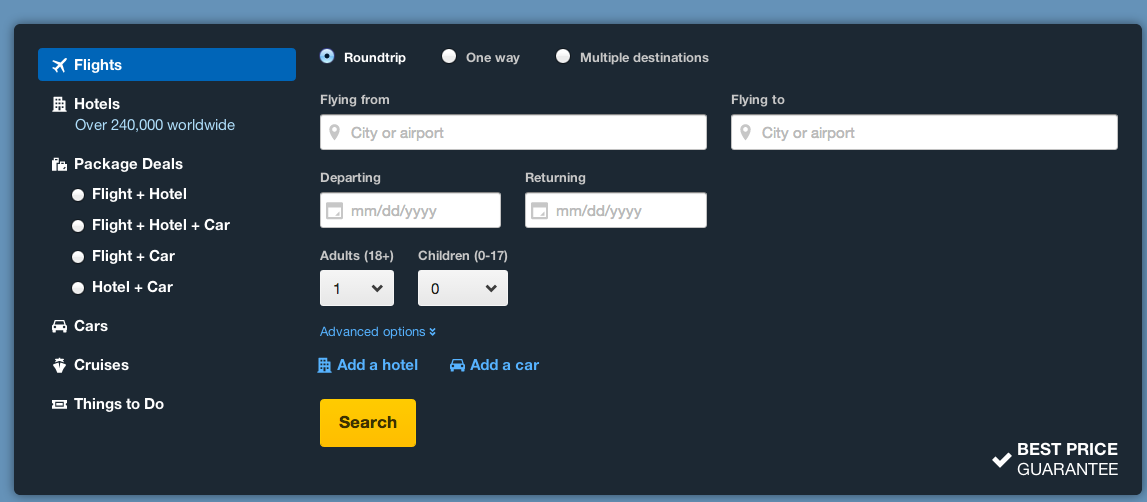 Flights
Hotels
Over 240,000 worldwide
Package Deals
Flight + Hotel
Flight + Hotel + Car
Flight + Car
Hotel + Car
Cars
Cruises
Things to Do
Roundtrip One way Multiple destinations
Flying from Flying to
City or airport City or airport
Departing Returning
mm/dd/yyyy mm/dd/yyyy
Adults (18+) Children (0-17)
1 0
Advanced options
Add a hotel Add a car
Search
BEST PRICE
GUARANTEE